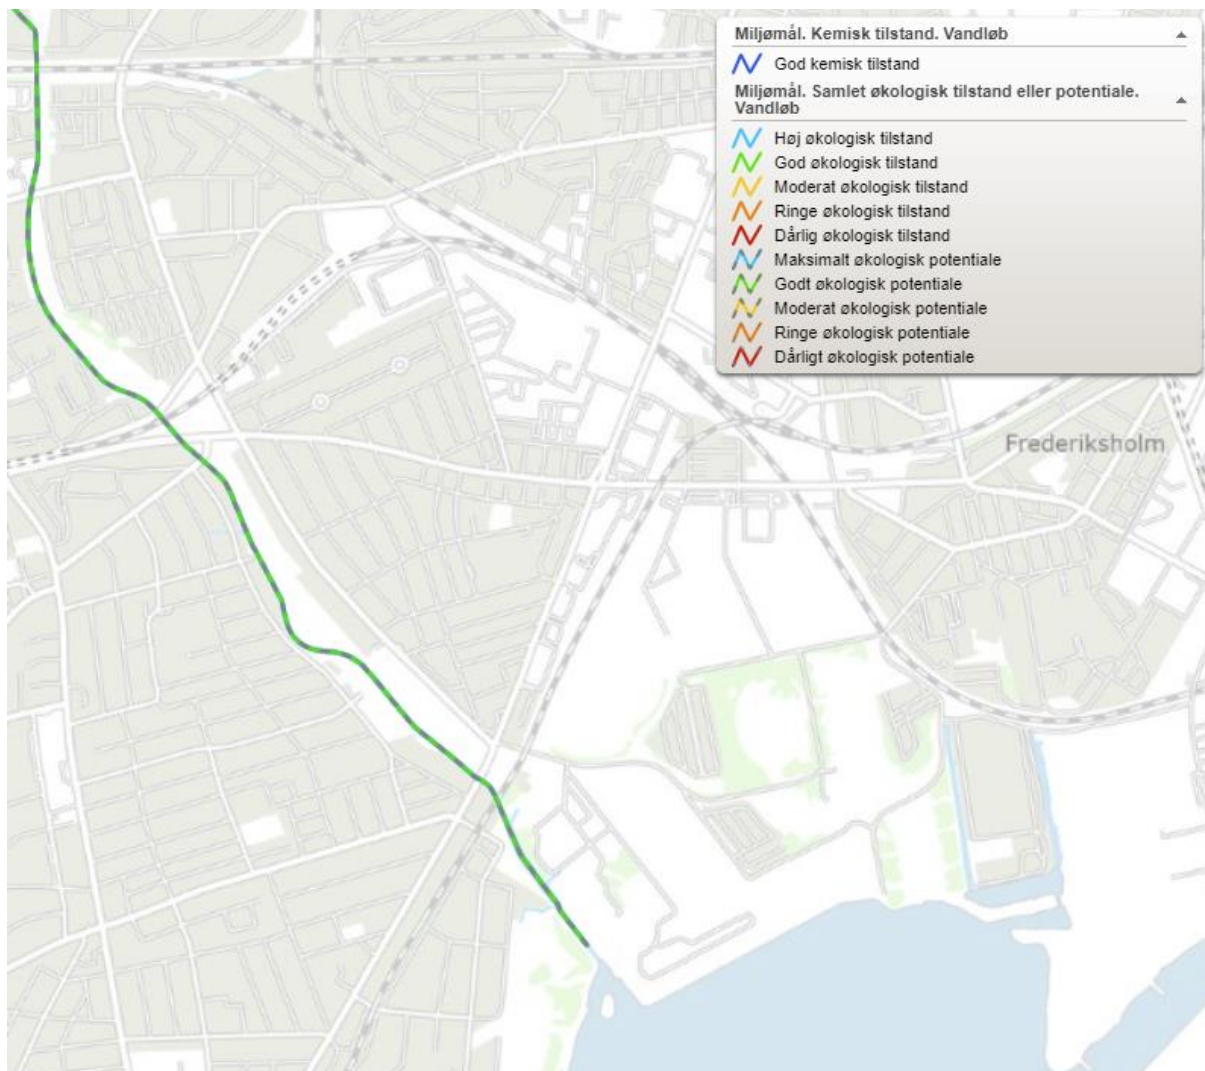 Miljømål. Kemisk tilstand. Vandløb
God kemisk tilstand
Miljømål. Samlet økologisk tilstand eller potentiale.
Vandløb
Høj økologisk tilstand
God økologisk tilstand
Moderat økologisk tilstand
Ringe økologisk tilstand
Dårlig økologisk tilstand
Maksimalt økologisk potentiale
Godt økologisk potentiale
Moderat økologisk potentiale
Ringe økologisk potentiale
Dårligt økologisk potentiale
Frederiksholm